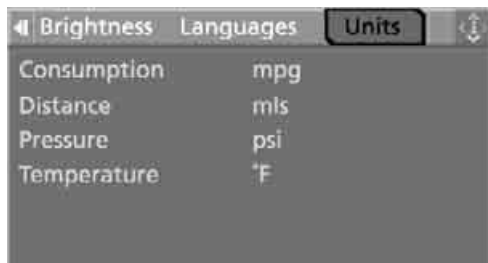 Brightness Languages Units
Consumption mpg
Distance mls
Pressure psi
Temperature °F